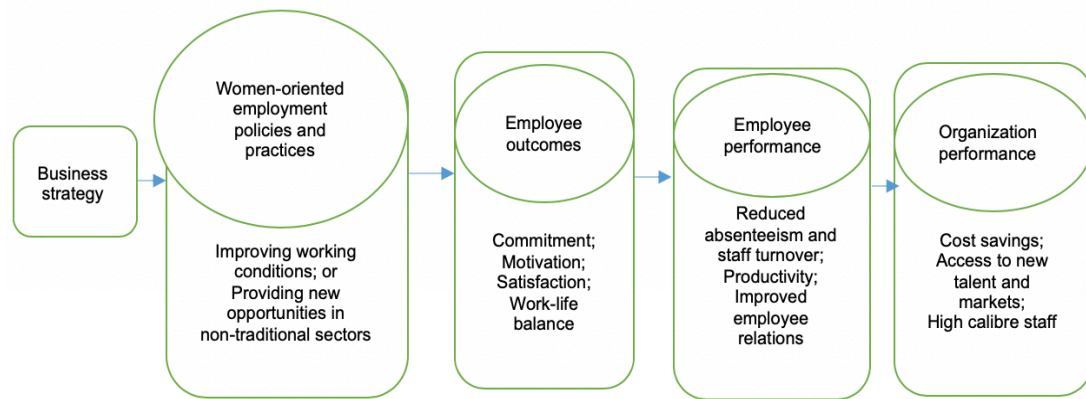 Business
strategy
Women-oriented
employment
policies and
practices
Improving working
conditions; or
Providing new
opportunities in
non-traditional sectors
Employee
outcomes
Commitment;
Motivation;
Satisfaction;
Work-life
balance
Employee
performance
Reduced
absenteeism and
staff turnover;
Productivity;
Improved
employee
relations
Organization
performance
Cost savings;
Access to new
talent and
markets;
High calibre staff